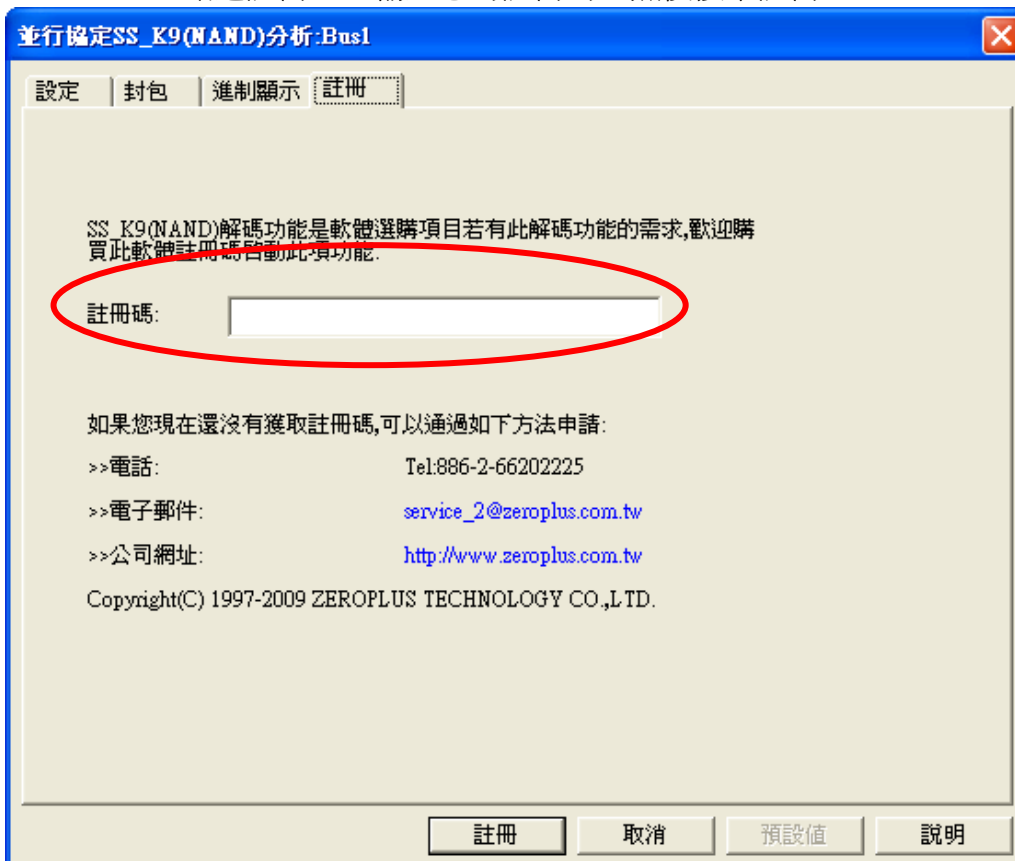 並行協定SS_K9(NAND)分析:Bus1
設定 封包 進制顯示 註冊
SS_K9(NAND)解碼功能是軟體選購項目若有此解碼功能的需求,歡迎購
買此軟體註冊碼啟動此項功能.
註冊碼:
如果您現在還沒有獲取註冊碼,可以通過如下方法申請:
>>電話: Tel:886-2-66202225
>>電子郵件: service_2@zeroplus.com.tw
>>公司網址: http://www.zeroplus.com.tw
Copyright(C) 1997-2009 ZEROPLUS TECHNOLOGY CO.,LTD.
註冊 取消 預設值 說明